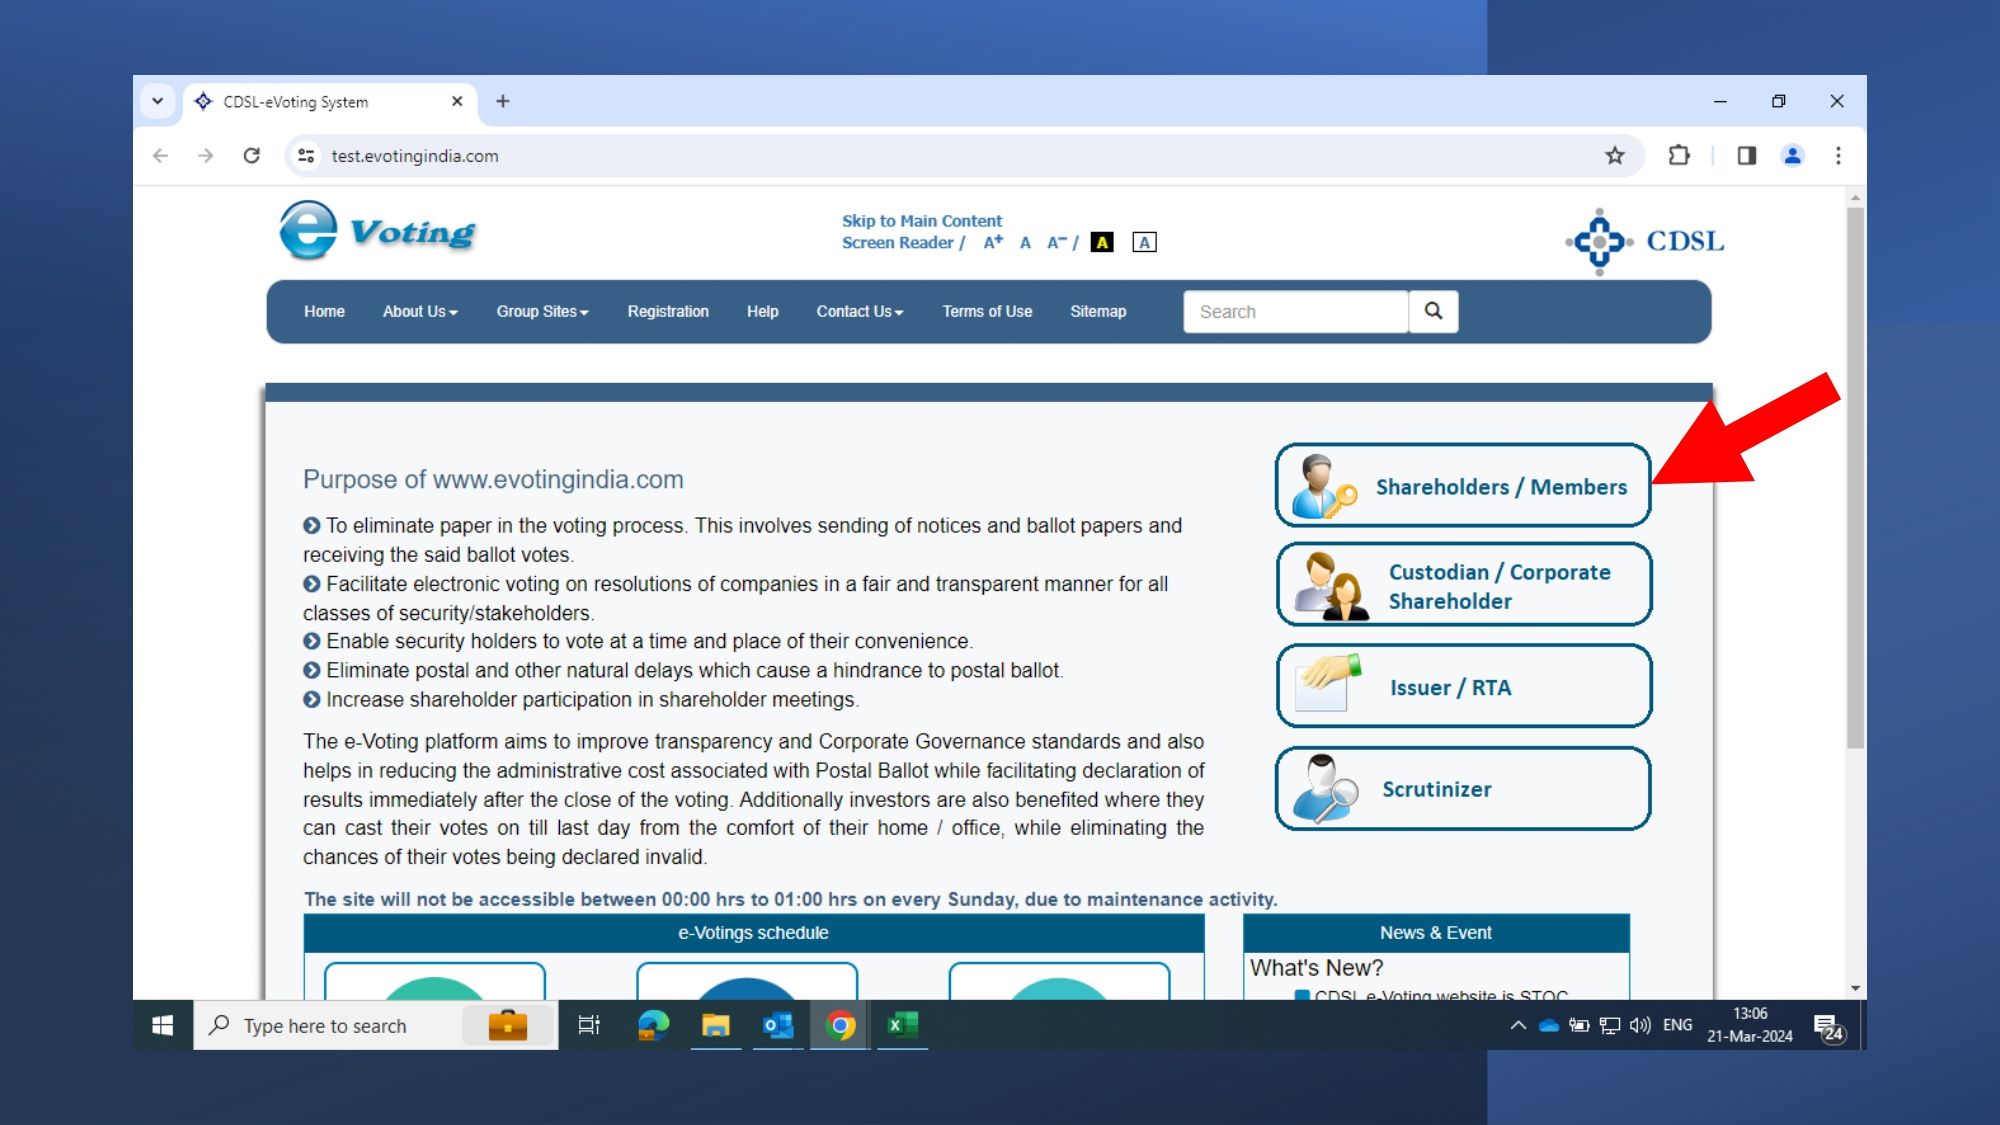 CDSL-eVoting System
test.evotingindia.com
e Voting
Skip to Main Content
Screen Reader / A+ A A- / A A
CDSL
Home About Us Group Sites Registration Help Contact Us Terms of Use Sitemap Search
Purpose of www.evotingindia.com
To eliminate paper in the voting process. This involves sending of notices and ballot papers and
receiving the said ballot votes.
Facilitate electronic voting on resolutions of companies in a fair and transparent manner for all
classes of security/stakeholders.
Enable security holders to vote at a time and place of their convenience.
Eliminate postal and other natural delays which cause a hindrance to postal ballot.
Increase shareholder participation in shareholder meetings.
The e-Voting platform aims to improve transparency and Corporate Governance standards and also
helps in reducing the administrative cost associated with Postal Ballot while facilitating declaration of
results immediately after the close of the voting. Additionally investors are also benefited where they
can cast their votes on till last day from the comfort of their home / office, while eliminating the
chances of their votes being declared invalid.
Shareholders / Members
Custodian / Corporate
Shareholder
Issuer / RTA
Scrutinizer
The site will not be accessible between 00:00 hrs to 01:00 hrs on every Sunday, due to maintenance activity.
e-Votings schedule
News & Event
What's New?
CDSL e-Voting website is STQC
Type here to search
ENG
13:06
21-Mar-2024
24